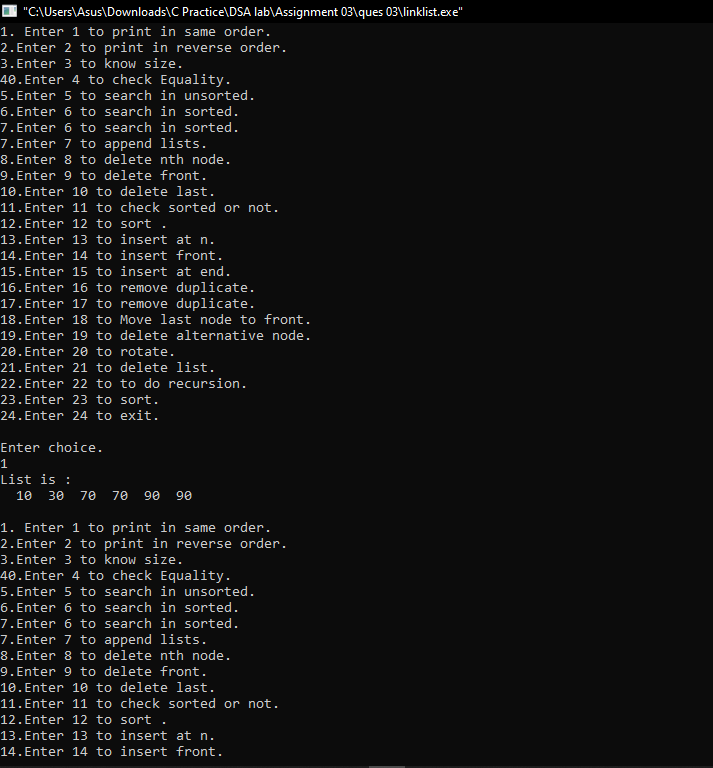 "C:\Users\Asus\Downloads\C Practice\DSA lab\Assignment 03\ques 03\linklist.exe"
1. Enter 1 to print in same order.
2.Enter 2 to print in reverse order.
3.Enter 3 to know size.
40.Enter 4 to check Equality.
5.Enter 5 to search in unsorted.
6.Enter 6 to search in sorted.
7.Enter 6 to search in sorted.
7.Enter 7 to append lists.
8.Enter 8 to delete nth node.
9.Enter 9 to delete front.
10.Enter 10 to delete last.
11.Enter 11 to check sorted or not.
12.Enter 12 to sort .
13.Enter 13 to insert at n.
14.Enter 14 to insert front.
15.Enter 15 to insert at end.
16.Enter 16 to remove duplicate.
17.Enter 17 to remove duplicate.
18.Enter 18 to Move last node to front.
19.Enter 19 to delete alternative node.
20.Enter 20 to rotate.
21.Enter 21 to delete list.
22.Enter 22 to to do recursion.
23.Enter 23 to sort.
24.Enter 24 to exit.
Enter choice.
1
List is :
10 30 70 70 90 90
1. Enter 1 to print in same order.
2.Enter 2 to print in reverse order.
3.Enter 3 to know size.
40.Enter 4 to check Equality.
5.Enter 5 to search in unsorted.
6.Enter 6 to search in sorted.
7.Enter 6 to search in sorted.
7.Enter 7 to append lists.
8.Enter 8 to delete nth node.
9.Enter 9 to delete front.
10.Enter 10 to delete last.
11.Enter 11 to check sorted or not.
12.Enter 12 to sort .
13.Enter 13 to insert at n.
14.Enter 14 to insert front.